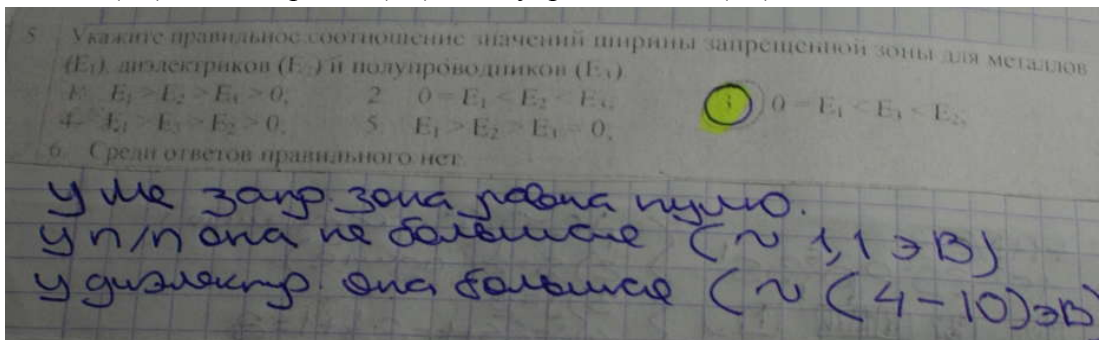 5. Укажите правильное соотношение значений ширины запрещенной зоны для металлов
(E₁), диэлектриков (E₂) и полупроводников (E₃).
1. E₁ > E₂ > E₃ > 0; 2. 0 = E₁ < E₂ < E₃; 3. 0 = E₁ < E₃ < E₂;
4. E₁ > E₃ > E₂ > 0; 5. E₁ > E₂ > E₃ = 0;
6. Среди ответов правильного нет.
у Ме запр. зона равна нулю.
у п/п она не большая (~ 1,1 эВ)
у диэлектр. она большая (~ (4-10) эВ)